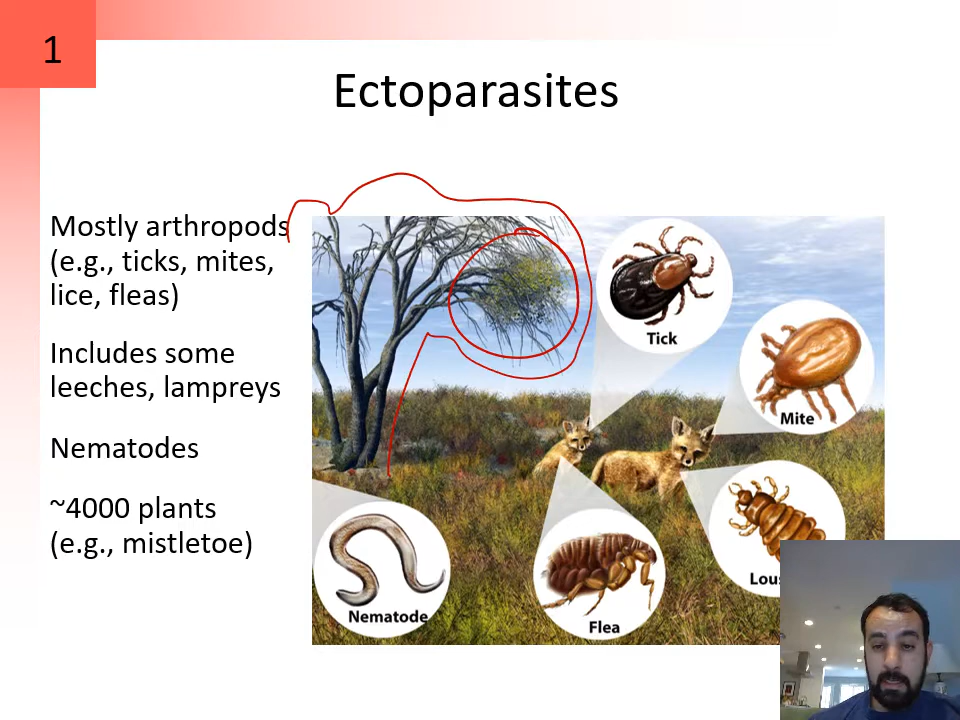 1
Ectoparasites
Mostly arthropods
(e.g., ticks, mites,
lice, fleas)
Includes some
leeches, lampreys
Nematodes
~4000 plants
(e.g., mistletoe)
Tick
Mite
Lous
Nematode
Flea